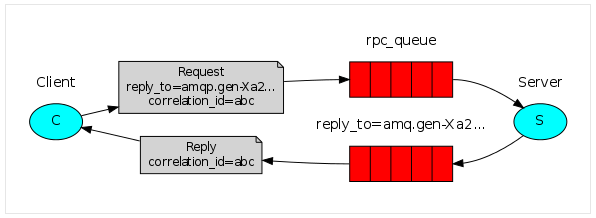 rpc_queue
Client
Request
reply_to=amqp.gen-Xa2...
correlation_id=abc
Server
C
S
reply_to=amq.gen-Xa2...
Reply
correlation_id=abc